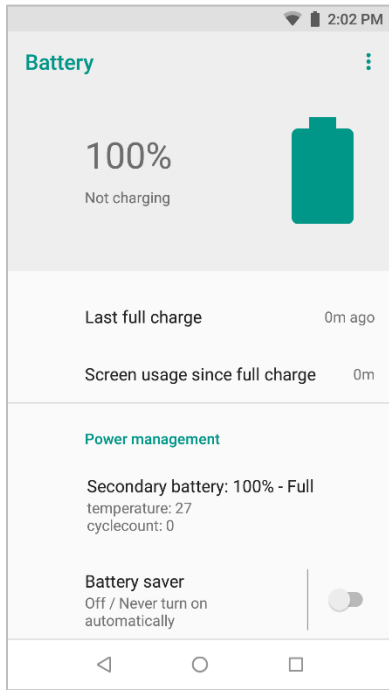 2:02 PM
Battery
100%
Not charging
Last full charge 0m ago
Screen usage since full charge 0m
Power management
Secondary battery: 100% - Full
temperature: 27
cyclecount: 0
Battery saver
Off / Never turn on
automatically